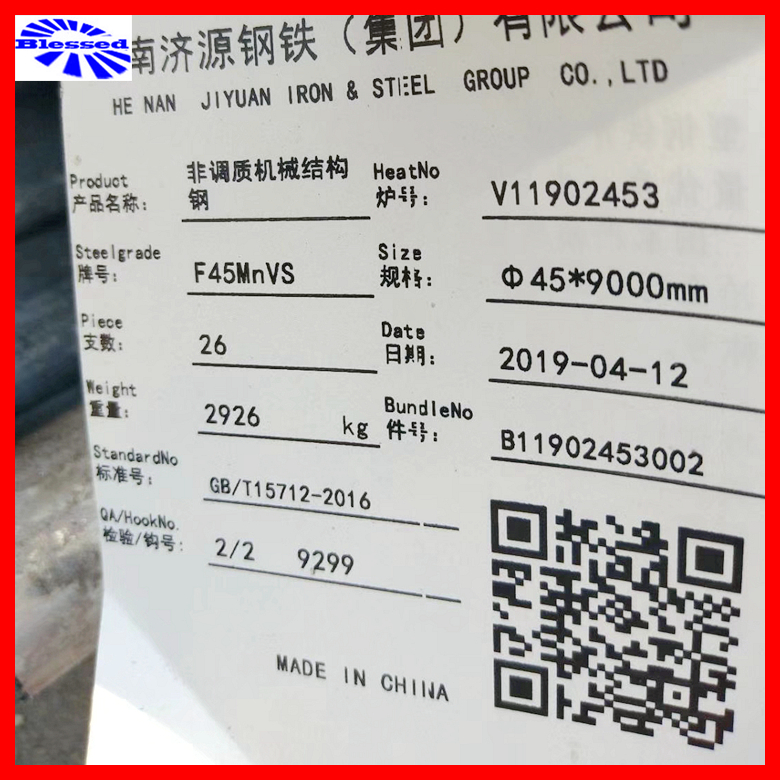 Blessed
南济源钢铁（集团）有限公司
HE NAN JIYUAN IRON & STEEL GROUP CO.,LTD
Product
产品名称:
非调质机械结构
钢
HeatNo
炉号:
V11902453
Steelgrade
牌号:
F45MnVS
Size
规格:
Φ45*9000mm
Piece
支数:
26
Date
日期:
2019-04-12
Weight
重量:
2926 kg
BundleNo
件号:
B11902453002
StandardNo
标准号:
GB/T15712-2016
QA/HookNo.
检验/钩号:
2/2 9299
MADE IN CHINA